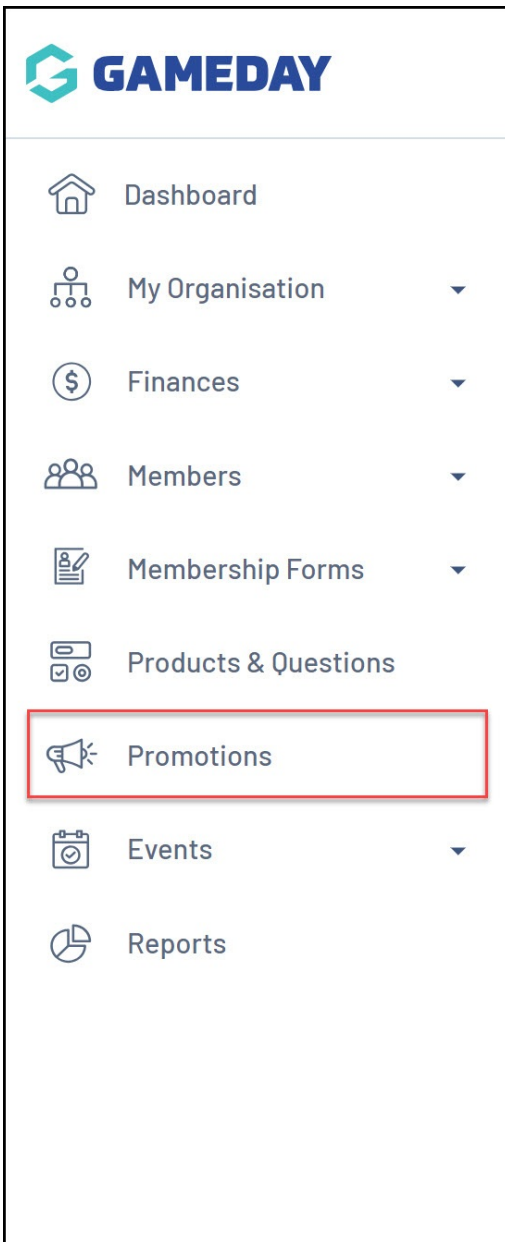 GAMEDAY
Dashboard
My Organisation
Finances
Members
Membership Forms
Products & Questions
Promotions
Events
Reports